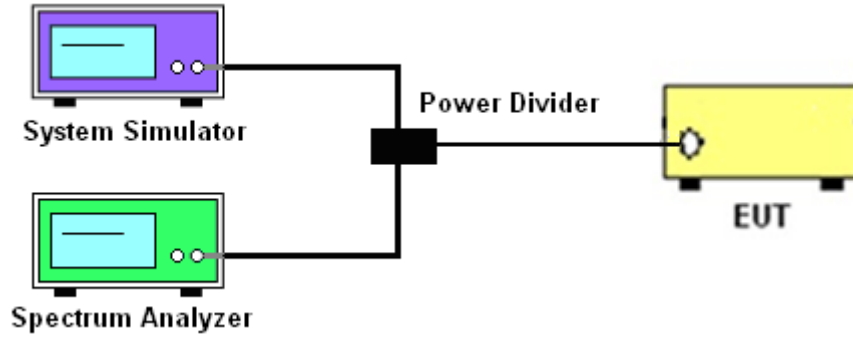 System Simulator
Power Divider
EUT
Spectrum Analyzer